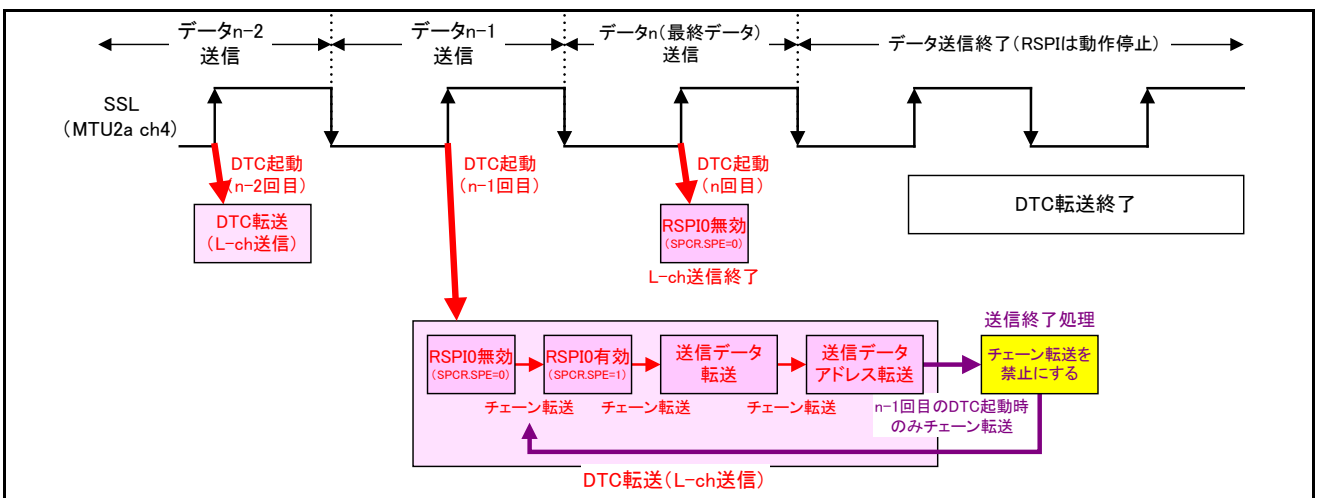 データn-2
送信
データn-1
送信
データn(最終データ)
送信
データ送信終了(RSPIは動作停止)
SSL
(MTU2a ch4)
DTC起動
(n-2回目)
DTC起動
(n-1回目)
DTC起動
(n回目)
DTC転送
(L-ch送信)
RSPI0無効
(SPCR.SPE=0)
L-ch送信終了
DTC転送終了
送信終了処理
RSPI0無効
(SPCR.SPE=0)
RSPI0有効
(SPCR.SPE=1)
送信データ
転送
送信データ
アドレス転送
チェーン転送を
禁止にする
チェーン転送
チェーン転送
チェーン転送
n-1回目のDTC起動時
のみチェーン転送
DTC転送(L-ch送信)